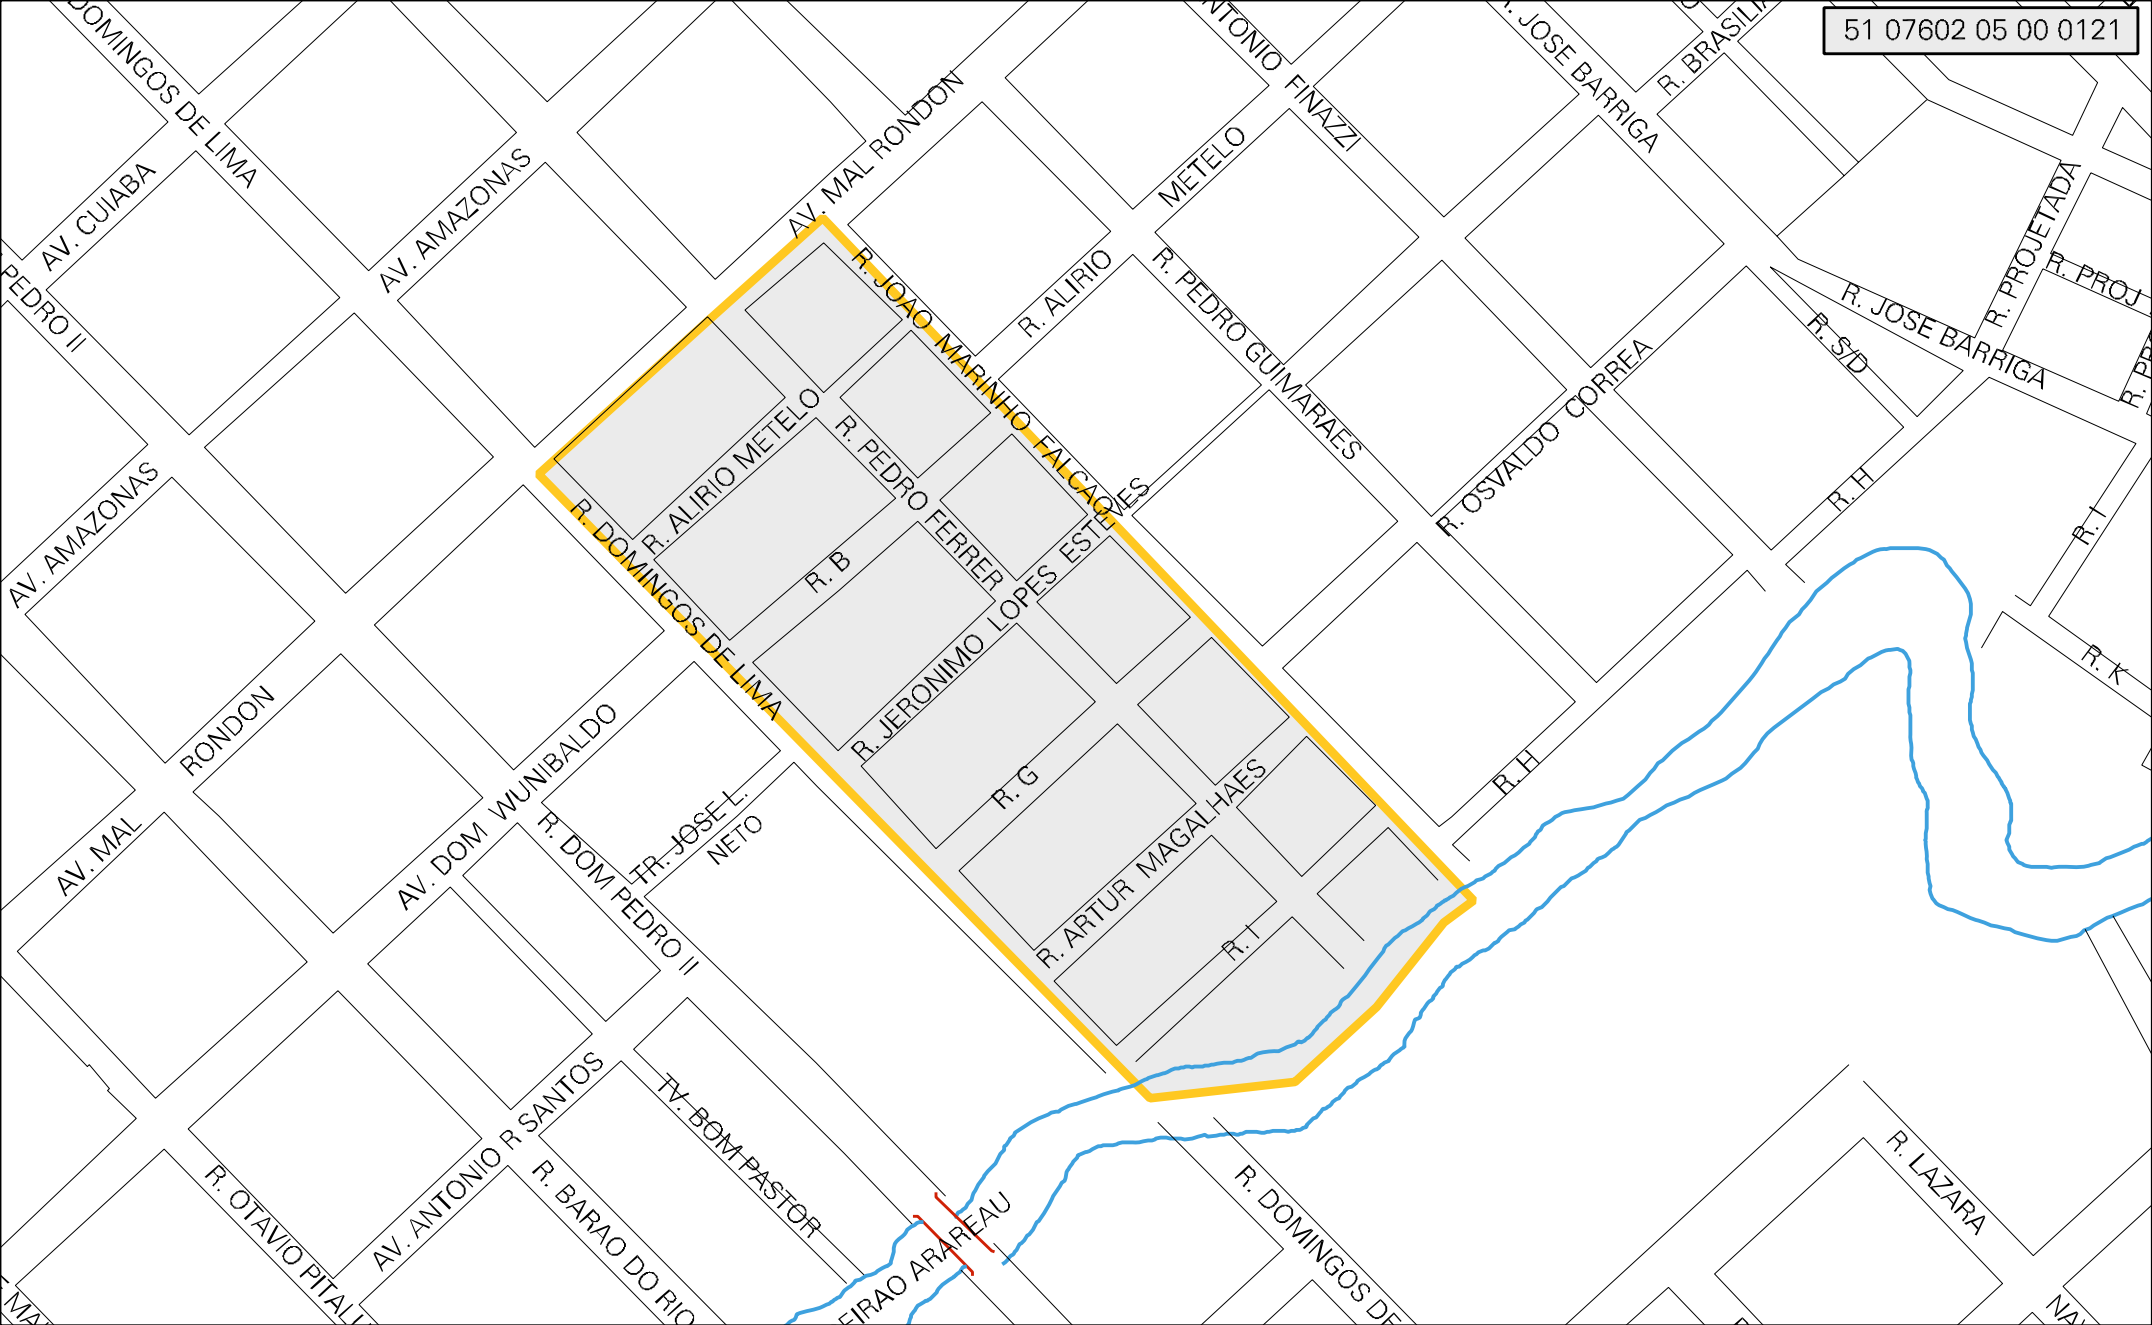 51 07602 05 00 0121
DOMINGOS DE LIMA
AV. CUIABA
PEDRO II
AV. AMAZONAS
AV. MAL RONDON
ANTONIO FINAZZI
R. JOSE BARRIGA
R. BRASILIA
METELO
R. ALIRIO
R. JOAO MARINHO FALCAO
R. PEDRO GUIMARAES
R. PROJETADA
R. PROJ
R. JOSE BARRIGA
R. S/D
R. OSVALDO CORREA
R. H
R. I
R. K
R. ALIRIO METELO
R. PEDRO FERRER
R. B
R. DOMINGOS DE LIMA
R. JERONIMO LOPES ESTEVES
AV. AMAZONAS
RONDON
AV. MAL
AV. DOM WUNIBALDO
TR. JOSE L.
NETO
R. DOM PEDRO II
R. G
R. ARTUR MAGALHAES
R. I
R. H
AV. ANTONIO R SANTOS
TV. BOM PASTOR
R. OTAVIO PITAL
R. BARAO DO RIO
EIRAO ARAREAU
R. DOMINGOS DE
R. LAZARA